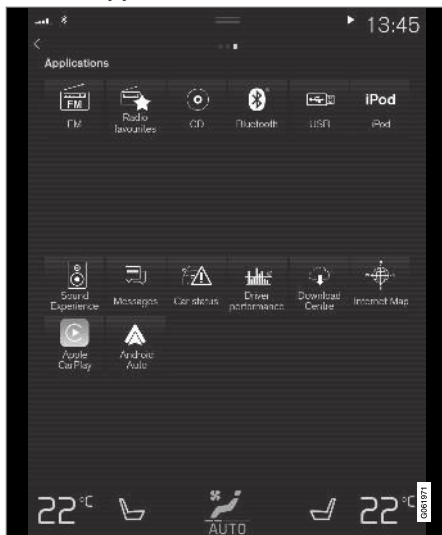 13:45
Applications
FM
iPod
FM
Radio
favourites
CD
Bluetooth
USB
iPod
Sound
Experience
Messages
Car status
Driver
performance
Download
Centre
Internet Map
Apple
CarPlay
Android
Auto
22°C
22°C
AUTO
G061971